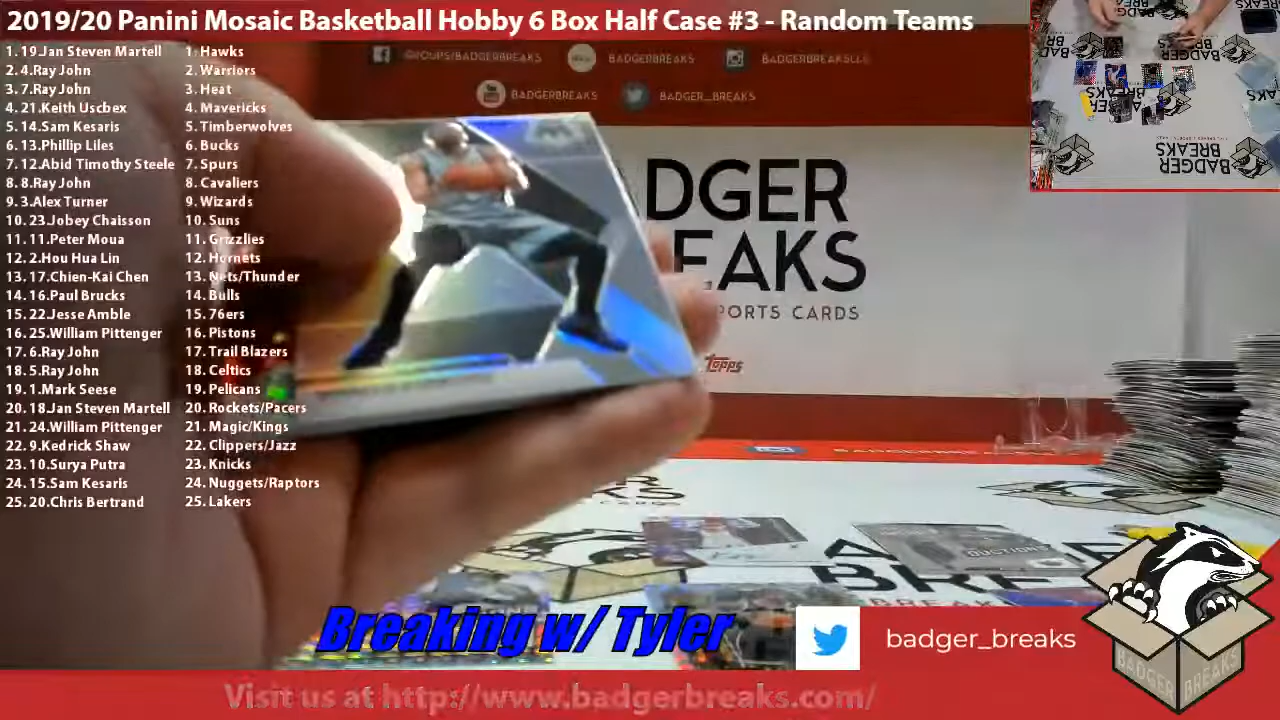 2019/20 Panini Mosaic Basketball Hobby 6 Box Half Case #3 - Random Teams
1. 19.Jan Steven Martell 1. Hawks
2. 4.Ray John 2. Warriors
3. 7.Ray John 3. Heat
4. 21.Keith Uscbex 4. Mavericks
5. 14.Sam Kesaris 5. Timberwolves
6. 13.Phillip Liles 6. Bucks
7. 12.Abid Timothy Steele 7. Spurs
8. 8.Ray John 8. Cavaliers
9. 3.Alex Turner 9. Wizards
10. 23.Jobey Chaisson 10. Suns
11. 11.Peter Moua 11. Grizzlies
12. 2.Hou Hua Lin 12. Hornets
13. 17.Chien-Kai Chen 13. Nets/Thunder
14. 16.Paul Brucks 14. Bulls
15. 22.Jesse Amble 15. 76ers
16. 25.William Pittenger 16. Pistons
17. 6.Ray John 17. Trail Blazers
18. 5.Ray John 18. Celtics
19. 1.Mark Seese 19. Pelicans
20. 18.Jan Steven Martell 20. Rockets/Pacers
21. 24.William Pittenger 21. Magic/Kings
22. 9.Kedrick Shaw 22. Clippers/Jazz
23. 10.Surya Putra 23. Knicks
24. 15.Sam Kesaris 24. Nuggets/Raptors
25. 20.Chris Bertrand 25. Lakers
/GROUPS/BADGERBREAKS BADGERBREAKS BADGERBREAKSLLC
BADGERBREAKS BADGER_BREAKS
BADGER
BREAKS
DGER
EAKS
PORTS CARDS
Topps
Breaking w/ Tyler
badger_breaks
BADGER BREAKS
Visit us at http://www.badgerbreaks.com/